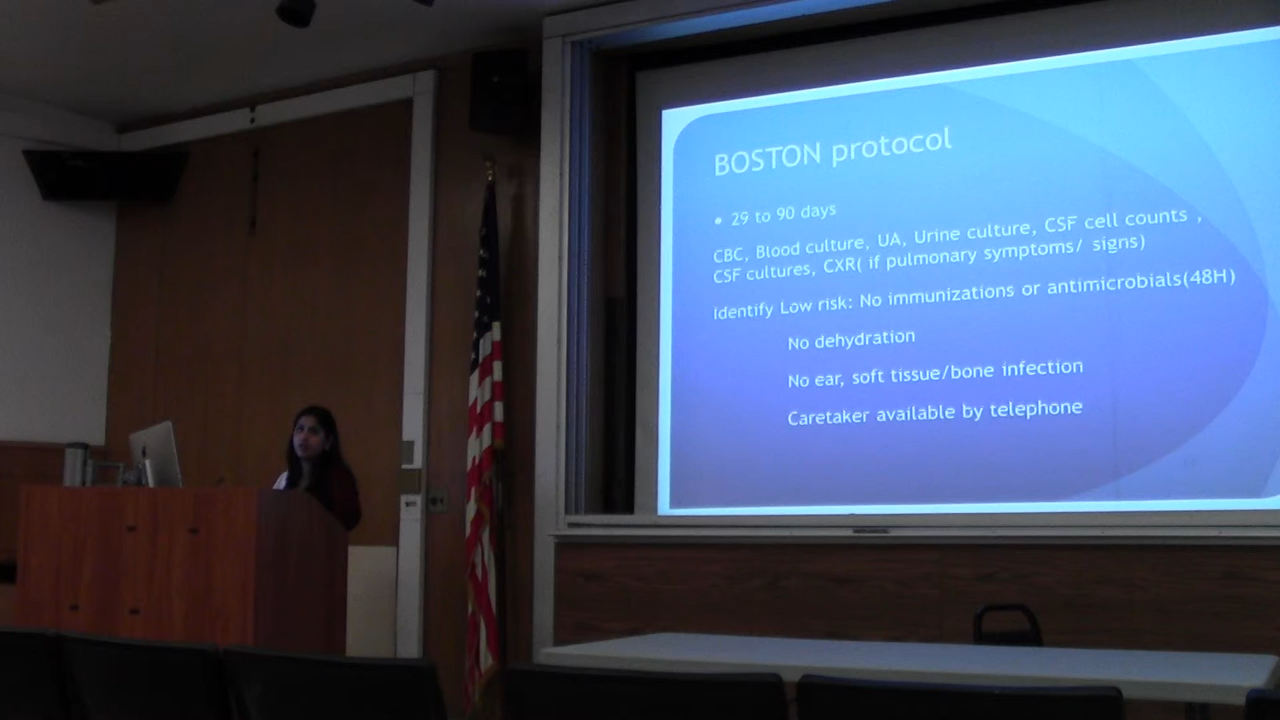 BOSTON protocol
• 29 to 90 days
CBC, Blood culture, UA, Urine culture, CSF cell counts ,
CSF cultures, CXR( if pulmonary symptoms/ signs)
Identify Low risk: No immunizations or antimicrobials(48H)
No dehydration
No ear, soft tissue/bone infection
Caretaker available by telephone